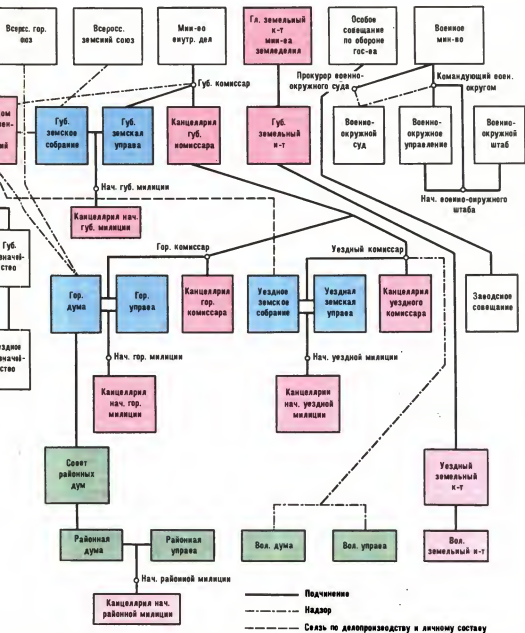 Всеросс. гор.
Всеросс.
земский союз
Мин-во
внутр. дел
Гл. земельный
к-т
мин-ва
земледелия
Особое
совещание
по обороне
гос-ва
Военное
мин-во
Губ. комиссар
Прокурор военно-
окружного суда
Командующий воен.
округом
Губ.
земское
собрание
Губ.
земская
управа
Канцелярия
губ.
комиссара
Губ.
земельный
к-т
Военно-
окружной
суд
Военно-
окружное
управление
Военно-
окружной
штаб
Нач. губ. милиции
Нач. военно-окружного
штаба
Канцелярия нач.
губ. милиции
Губ.
Гор. комиссар
Уездный комиссар
Гор.
дума
Гор.
управа
Канцелярия
гор.
комиссара
Уездное
земское
собрание
Уездная
земская
управа
Канцелярия
уездного
комиссара
Заводское
совещание
Нач. гор. милиции
Нач. уездной милиции
Канцелярия
нач. гор.
милиции
Канцелярия
нач. уездной
милиции
Совет
районных
дум
Уездный
земельный
к-т
Районная
дума
Районная
управа
Вол. дума
Вол. управа
Вол.
земельный к-т
Нач. районной милиции
Канцелярия нач.
районной милиции
Подчинение
Надзор
Связь по делопроизводству и личному составу